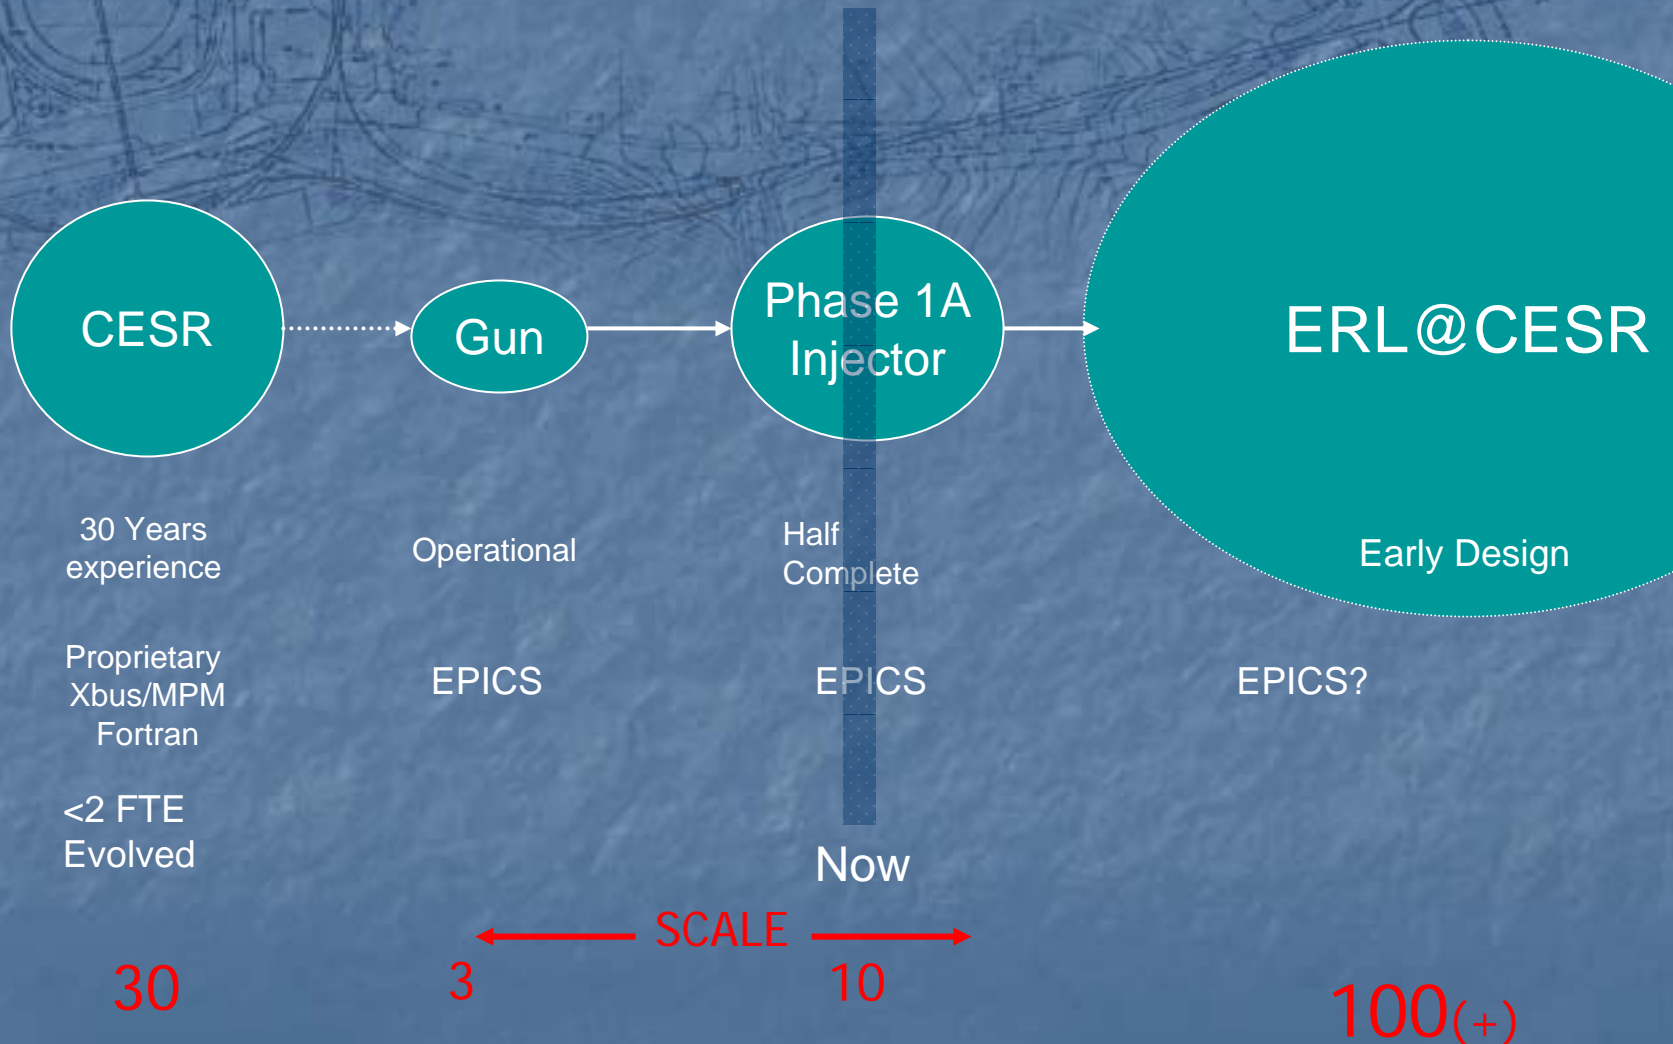 CESR
Gun
Phase 1A
Injector
ERL@CESR
30 Years
experience
Operational
Half
Complete
Early Design
Proprietary
Xbus/MPM
Fortran
EPICS
EPICS
EPICS?
<2 FTE
Evolved
Now
SCALE
30
3
10
100(+)